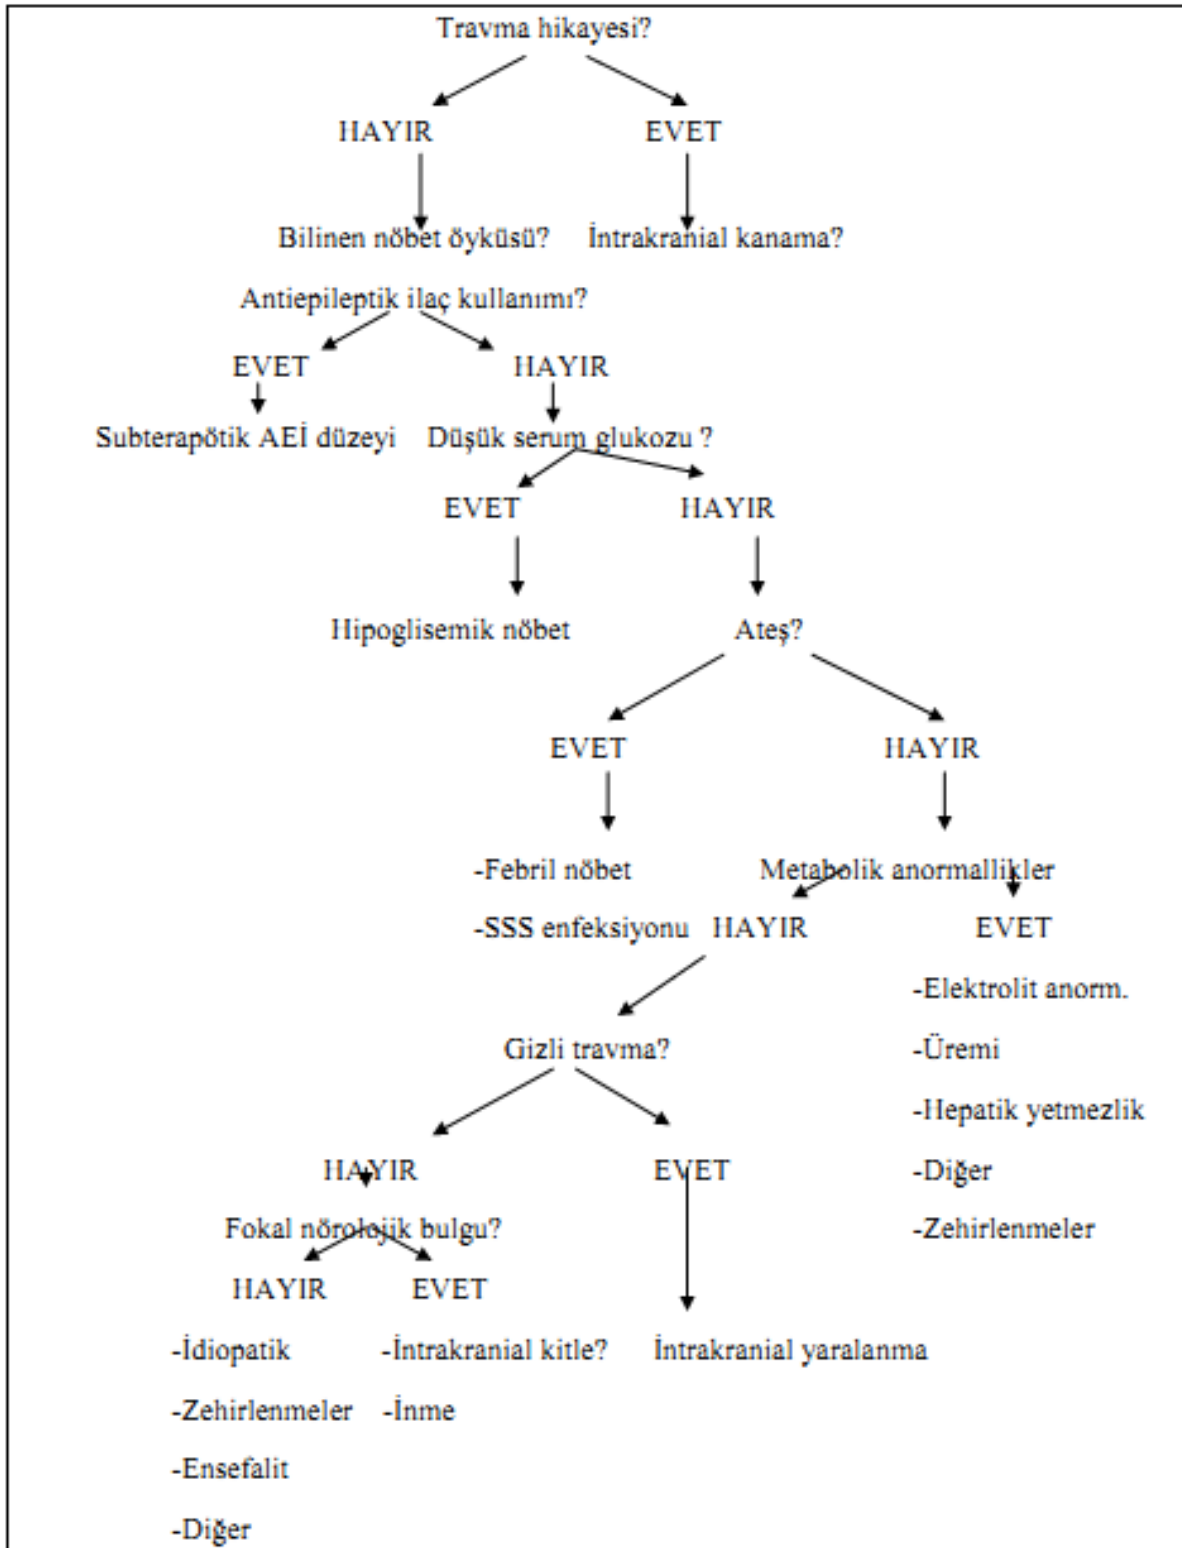 Travma hikayesi?
HAYIR EVET
Bilinen nöbet öyküsü? İntrakranial kanama?
Antiepileptik ilaç kullanımı?
EVET HAYIR
Subterapötik AEİ düzeyi Düşük serum glukozu ?
EVET HAYIR
Hipoglisemik nöbet Ateş?
EVET HAYIR
-Febril nöbet Metabolik anormallikler
-SSS enfeksiyonu HAYIR EVET
-Elektrolit anorm.
Gizli travma? -Üremi
-Hepatik yetmezlik
HAYIR EVET -Diğer
Fokal nörolojik bulgu? -Zehirlenmeler
HAYIR EVET
-İdiopatik -İntrakranial kitle? İntrakranial yaralanma
-Zehirlenmeler -İnme
-Ensefalit
-Diğer